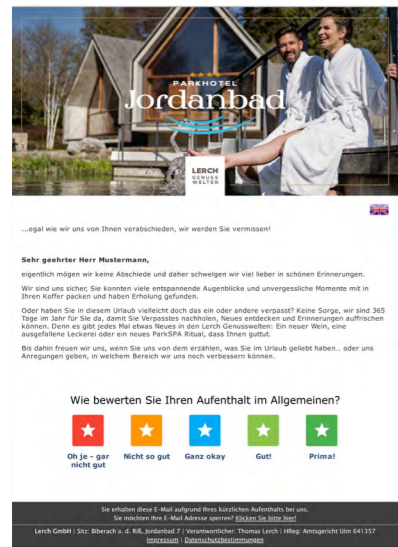 PARKHOTEL
Jordanbad
LERCH
GENUSS
WELTEN
...egal wie wir uns von Ihnen verabschieden, wir werden Sie vermissen!
Sehr geehrter Herr Mustermann,
eigentlich mögen wir keine Abschiede und daher schwelgen wir viel lieber in schönen Erinnerungen.
Wir sind uns sicher, Sie konnten viele entspannende Augenblicke und unvergessliche Momente mit in
Ihren Koffer packen und haben Erholung gefunden.
Oder haben Sie in diesem Urlaub vielleicht doch das ein oder andere verpasst? Keine Sorge, wir sind 365
Tage im Jahr für Sie da, damit Sie Verpasstes nachholen, Neues entdecken und Erinnerungen auffrischen
können. Denn es gibt jedes Mal etwas Neues in den Lerch Genusswelten: Ein neuer Wein, eine
ausgefallene Leckerei oder ein neues ParkSPA Ritual, dass Ihnen guttut.
Bis dahin freuen wir uns, wenn Sie uns von dem erzählen, was Sie im Urlaub geliebt haben... oder uns
Anregungen geben, in welchem Bereich wir uns noch verbessern können.
Wie bewerten Sie Ihren Aufenthalt im Allgemeinen?
Oh je - gar
nicht gut
Nicht so gut
Ganz okay
Gut!
Prima!
Sie erhalten diese E-Mail aufgrund Ihres kürzlichen Aufenthalts bei uns.
Sie möchten Ihre E-Mail Adresse sperren? Klicken Sie bitte hier!
Lerch GmbH | Sitz: Biberach a. d. Riß, Jordanbad 7 | Verantwortlicher: Thomas Lerch | HReg: Amtsgericht Ulm 641357
Impressum | Datenschutzbestimmungen